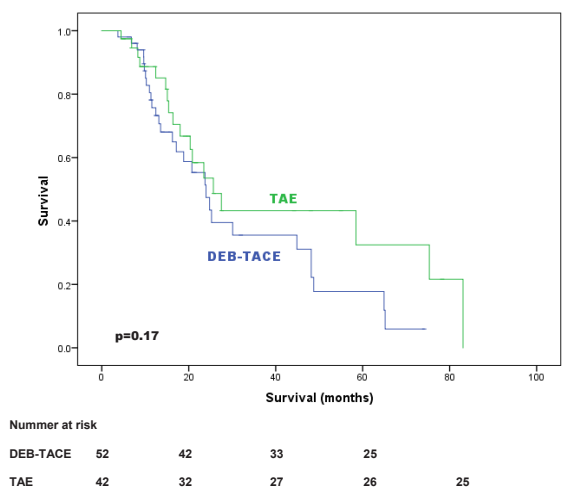 1.0
0.8
0.6
0.4
0.2
0.0
Survival
TAE
DEB-TACE
p=0.17
0 20 40 60 80 100
Survival (months)
Nummer at risk
DEB-TACE 52 42 33 25
TAE 42 32 27 26 25